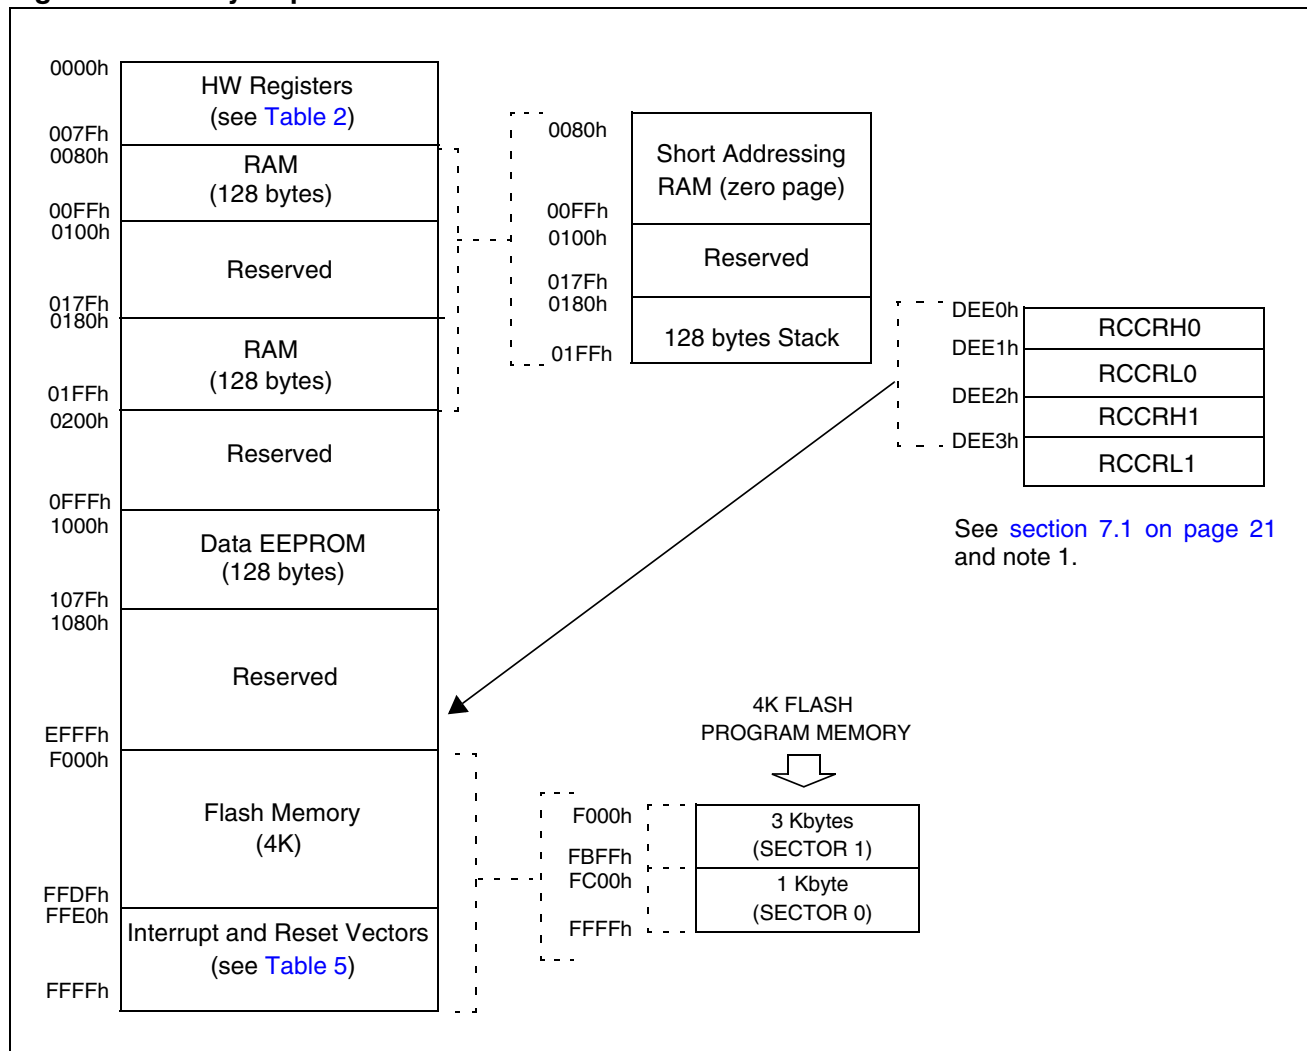 0000h
HW Registers
(see Table 2)
007Fh
0080h
RAM
(128 bytes)
00FFh
0100h
Reserved
017Fh
0180h
RAM
(128 bytes)
01FFh
0200h
Reserved
0FFFh
1000h
Data EEPROM
(128 bytes)
107Fh
1080h
Reserved
EFFFh
F000h
Flash Memory
(4K)
FFDFh
FFE0h
Interrupt and Reset Vectors
(see Table 5)
FFFFh
0080h
Short Addressing
RAM (zero page)
00FFh
0100h
Reserved
017Fh
0180h
128 bytes Stack
01FFh
DEE0h
RCCRH0
DEE1h
RCCRL0
DEE2h
RCCRH1
DEE3h
RCCRL1
See section 7.1 on page 21
and note 1.
4K FLASH
PROGRAM MEMORY
F000h
3 Kbytes
(SECTOR 1)
FBFFh
FC00h
1 Kbyte
(SECTOR 0)
FFFFh